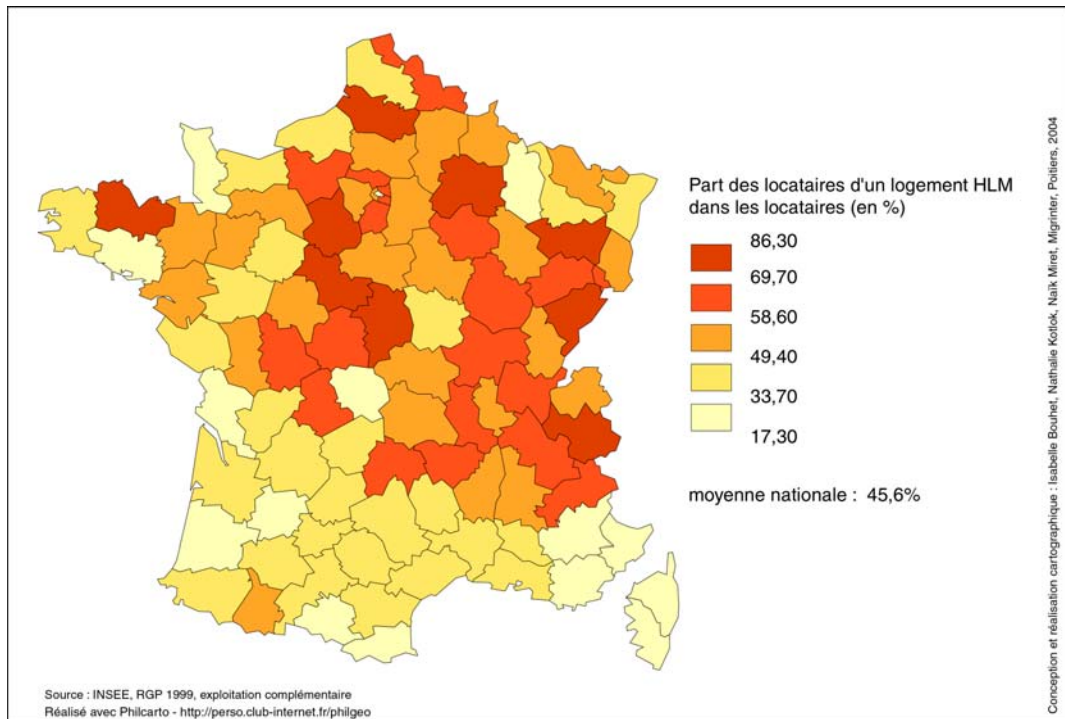 Part des locataires d'un logement HLM
dans les locataires (en %)
86,30
69,70
58,60
49,40
33,70
17,30
moyenne nationale : 45,6%
Source : INSEE, RGP 1999, exploitation complémentaire
Réalisé avec Philcarto - http://perso.club-internet.fr/philgeo
Conception et réalisation cartographique : Isabelle Bouhet, Nathalie Kotlok, Naïk Miret, Migrinter, Poitiers, 2004